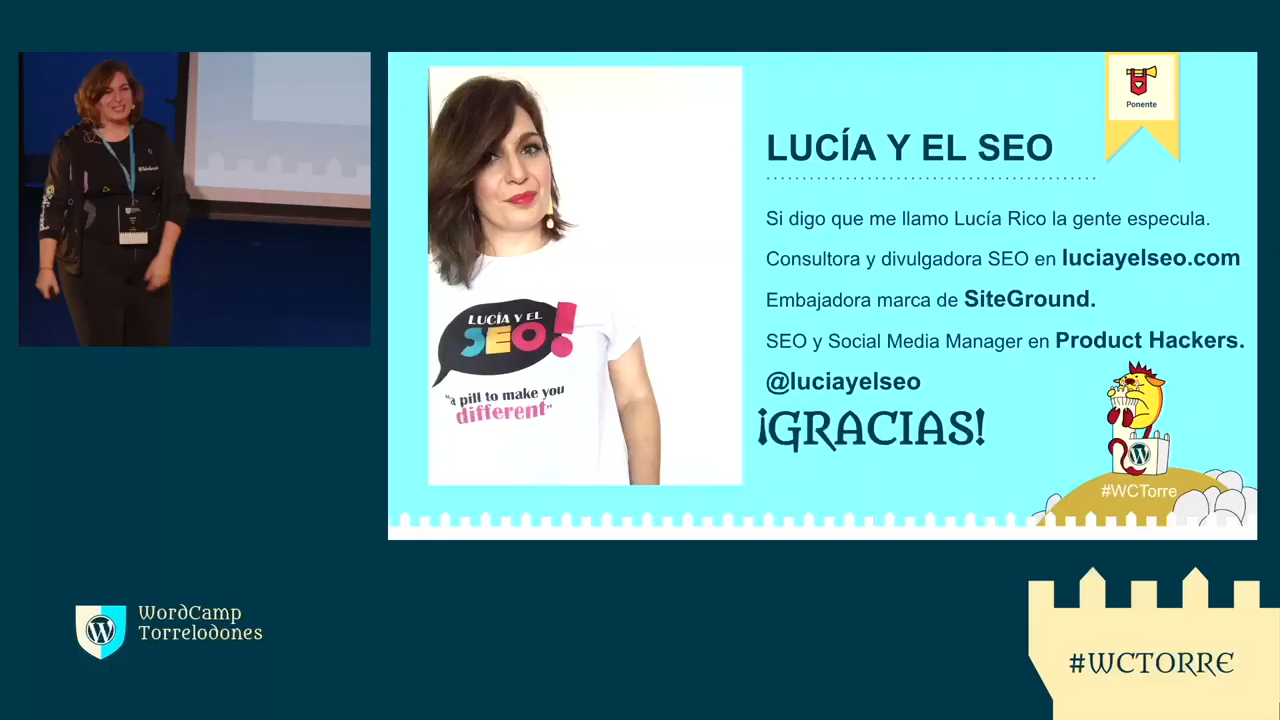 Ponente
LUCÍA Y EL SEO
Si digo que me llamo Lucía Rico la gente especula.
Consultora y divulgadora SEO en luciayelseo.com
Embajadora marca de SiteGround.
SEO y Social Media Manager en Product Hackers.
@luciayelseo
¡GRACIAS!
#WCTorre
LUCÍA Y EL
SEO!
"a pill to make you
different"
WordCamp
Torrelodones
#WCTORRE